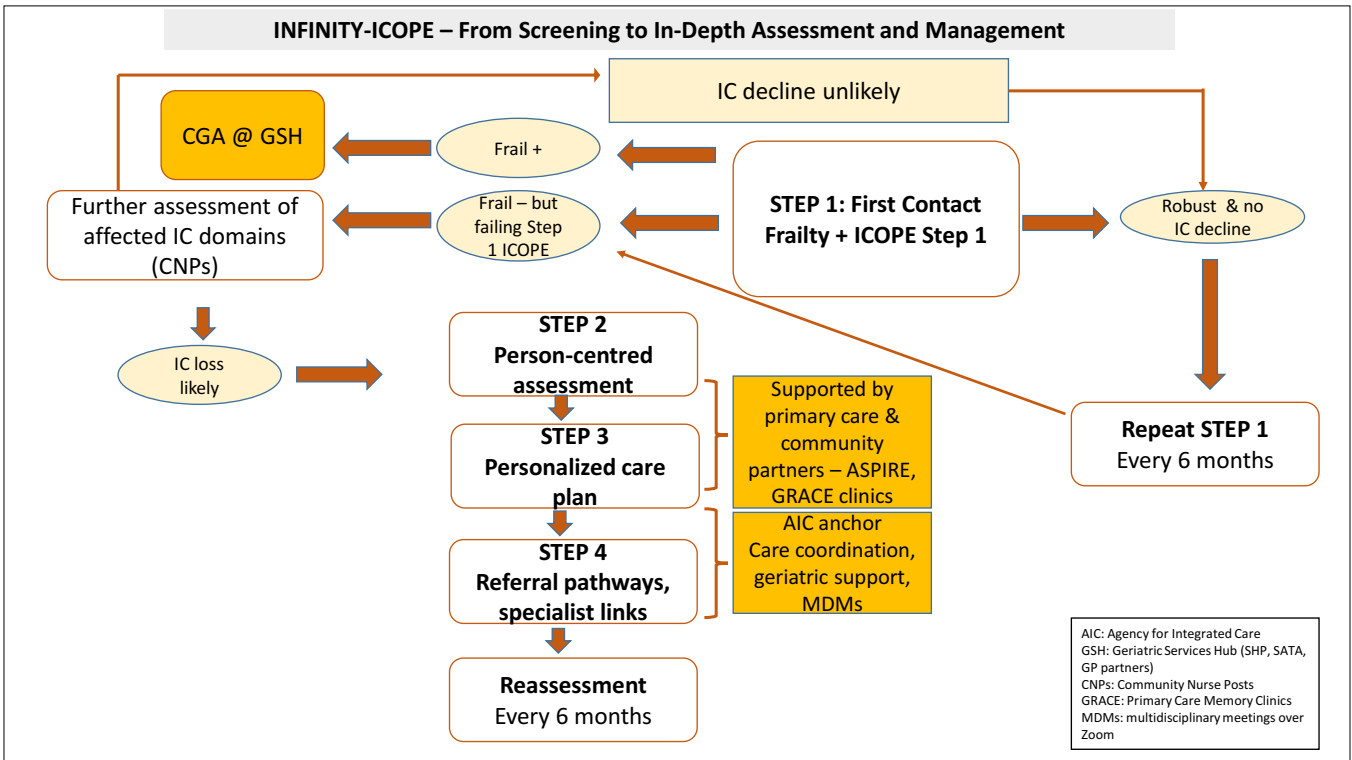 INFINITY-ICOPE – From Screening to In-Depth Assessment and Management
IC decline unlikely
CGA @ GSH
Frail +
Further assessment of
affected IC domains
(CNPs)
Frail – but
failing Step
1 ICOPE
STEP 1: First Contact
Frailty + ICOPE Step 1
Robust & no
IC decline
IC loss
likely
STEP 2
Person-centred
assessment
STEP 3
Personalized care
plan
STEP 4
Referral pathways,
specialist links
Reassessment
Every 6 months
Supported by
primary care &
community
partners – ASPIRE,
GRACE clinics
AIC anchor
Care coordination,
geriatric support,
MDMs
Repeat STEP 1
Every 6 months
AIC: Agency for Integrated Care
GSH: Geriatric Services Hub (SHP, SATA,
GP partners)
CNPs: Community Nurse Posts
GRACE: Primary Care Memory Clinics
MDMs: multidisciplinary meetings over
Zoom